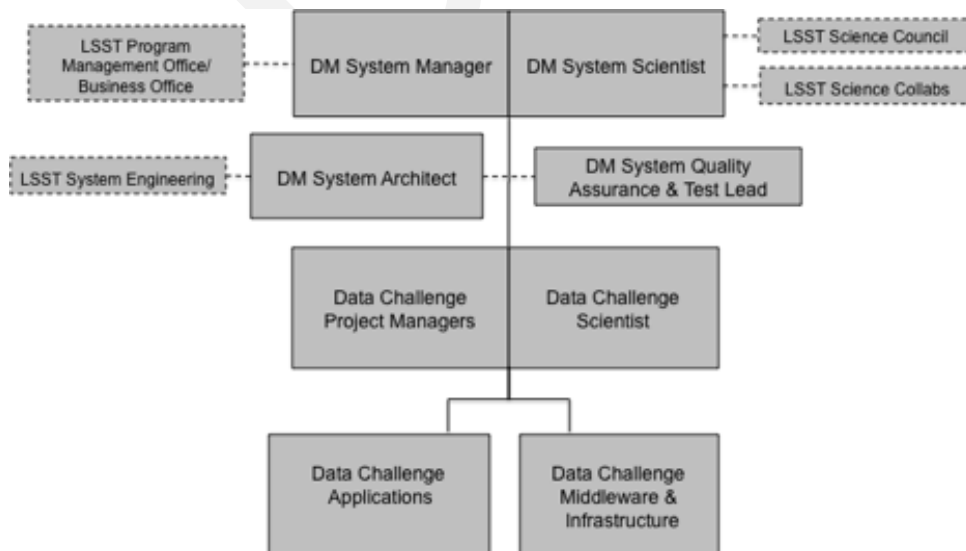 LSST Program
Management Office/
Business Office
DM System Manager
DM System Scientist
LSST Science Council
LSST Science Collabs
LSST System Engineering
DM System Architect
DM System Quality
Assurance & Test Lead
Data Challenge
Project Managers
Data Challenge
Scientist
Data Challenge
Applications
Data Challenge
Middleware &
Infrastructure